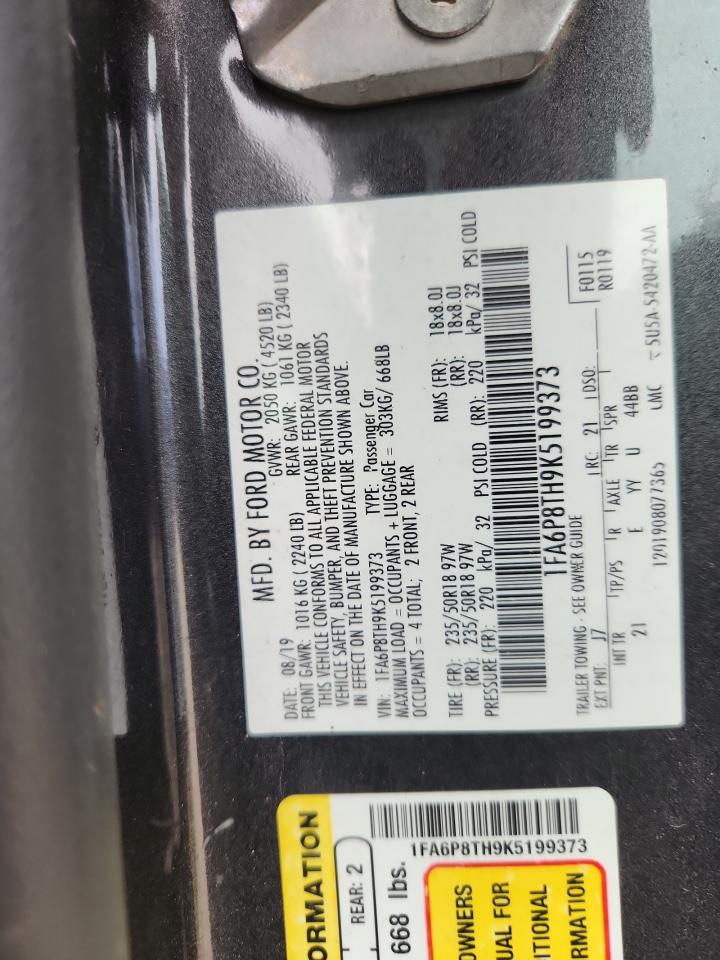 MFD. BY FORD MOTOR CO.
DATE: 08/19 GVWR: 2050 KG ( 4520 LB)
FRONT GAWR: 1016 KG ( 2240 LB) REAR GAWR: 1061 KG ( 2340 LB)
THIS VEHICLE CONFORMS TO ALL APPLICABLE FEDERAL MOTOR
VEHICLE SAFETY, BUMPER, AND THEFT PREVENTION STANDARDS
IN EFFECT ON THE DATE OF MANUFACTURE SHOWN ABOVE.
VIN: 1FA6P8TH9K5199373 TYPE: Passenger Car
MAXIMUM LOAD = OCCUPANTS + LUGGAGE = 303KG/ 668LB
OCCUPANTS = 4 TOTAL; 2 FRONT, 2 REAR
TIRE (FR): 235/50R18 97W RIMS (FR): 18x8.0J
(RR): 235/50R18 97W (RR): 18x8.0J
PRESSURE (FR): 220 kPa/ 32 PSI COLD (RR): 220 kPa/ 32 PSI COLD
1FA6P8TH9K5199373
TRAILER TOWING - SEE OWNER GUIDE F0115
EXT PNT: J7 RC: 21 DSO: R0119
INT TR TP/PS R AXLE TR SPR
21 E YY U 44BB
1201908077365 LMC 5U5A-5420472-AA
ORMATION
REAR: 2
668 lbs.
1FA6P8TH9K5199373
OWNERS
UAL FOR
ITIONAL
RMATION